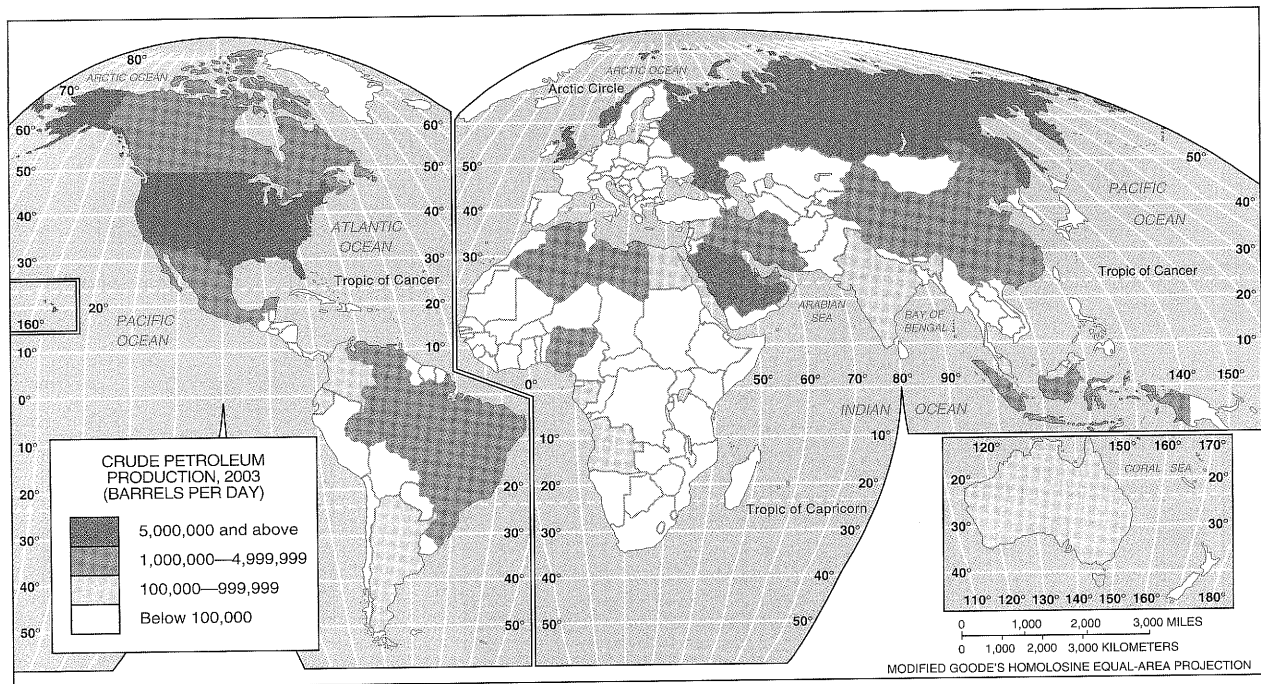 80°
ARCTIC OCEAN
70°
60°
60°
50°
50°
40°
40°
ATLANTIC
OCEAN
30°
30°
Tropic of Cancer
20°
20°
160°
PACIFIC
OCEAN
10°
10°
0°
10°
10°
20°
20°
30°
30°
40°
40°
50°
50°
CRUDE PETROLEUM
PRODUCTION, 2003
(BARRELS PER DAY)
5,000,000 and above
1,000,000—4,999,999
100,000—999,999
Below 100,000
80°
ARCTIC OCEAN
70°
Arctic Circle
60°
50°
50°
PACIFIC
OCEAN
40°
40°
30°
30°
Tropic of Cancer
20°
ARABIAN
SEA
BAY OF
BENGAL
10°
0°
50°
60°
70°
80°
90°
140°
150°
INDIAN OCEAN
10°
10°
20°
20°
Tropic of Capricorn
30°
30°
40°
40°
50°
50°
120°
150°
160°
170°
CORAL SEA
20°
20°
30°
30°
40°
110°
120°
130°
140°
150°
160°
180°
0 1,000 2,000 3,000 MILES
0 1,000 2,000 3,000 KILOMETERS
MODIFIED GOODE'S HOMOLOSINE EQUAL-AREA PROJECTION